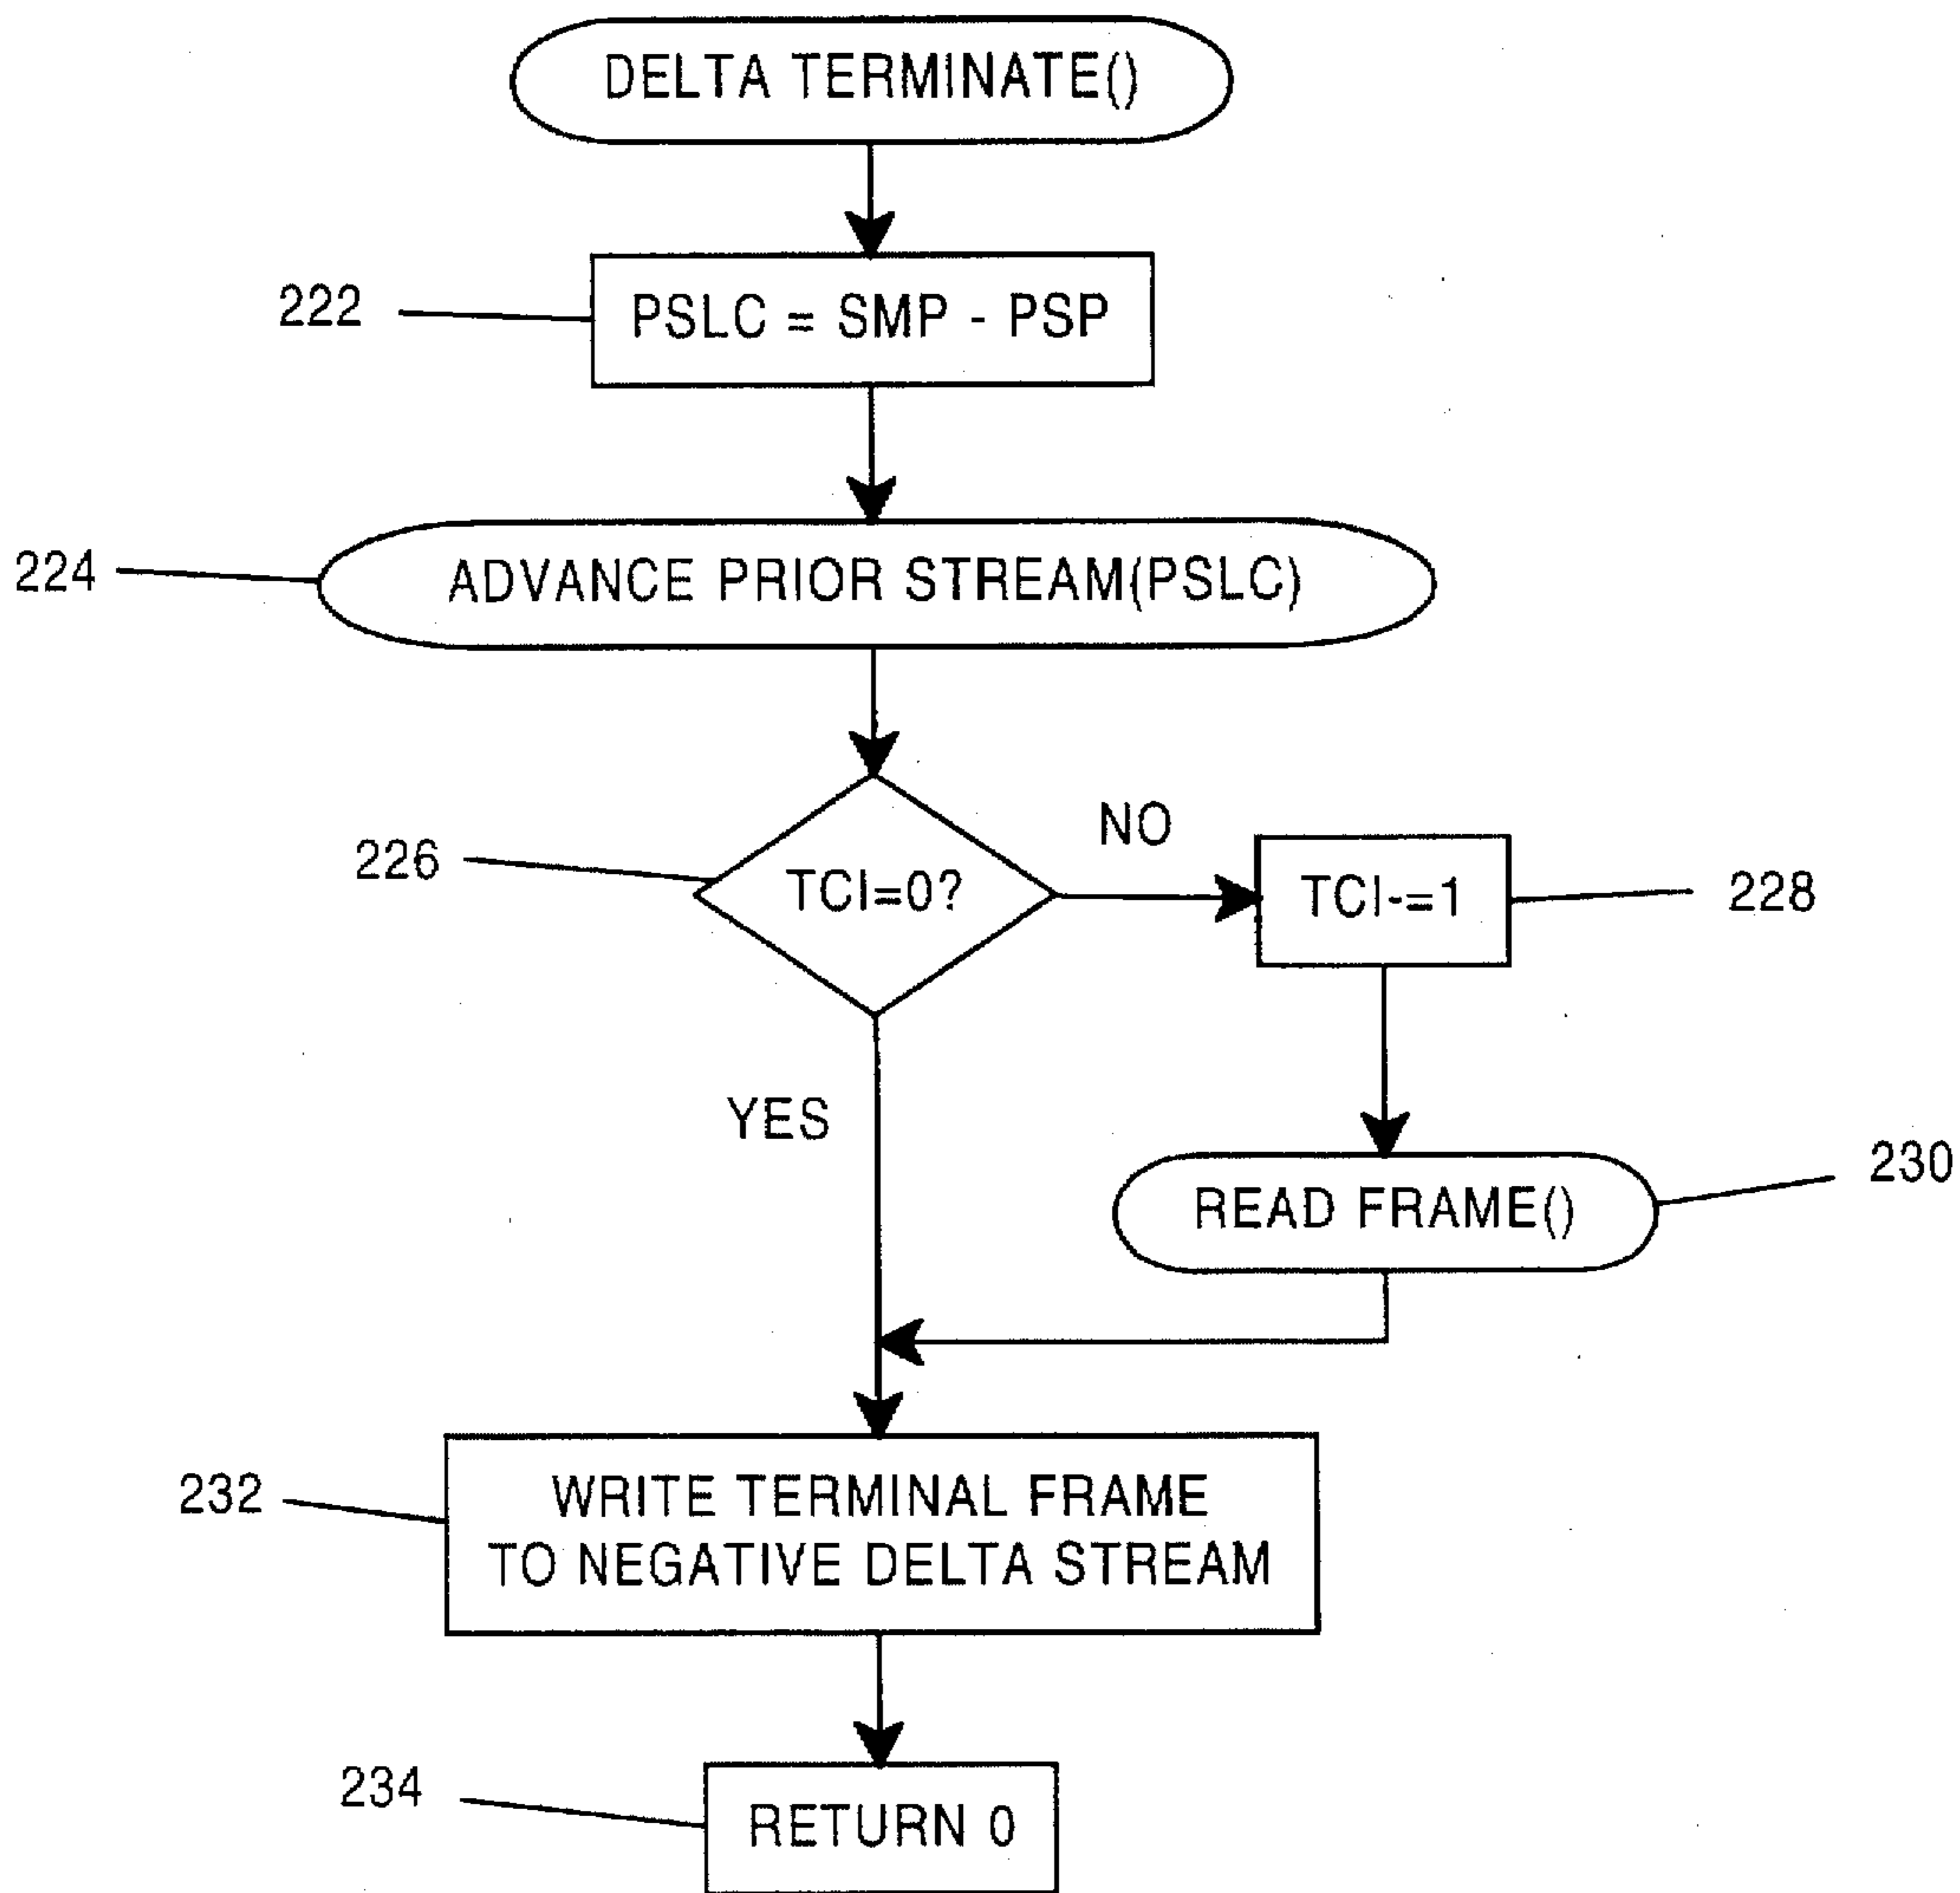 DELTA TERMINATE()
222
PSLC = SMP - PSP
224
ADVANCE PRIOR STREAM(PSLC)
226
TCI=0?
NO
TCI-=1
228
YES
READ FRAME()
230
232
WRITE TERMINAL FRAME
TO NEGATIVE DELTA STREAM
234
RETURN 0